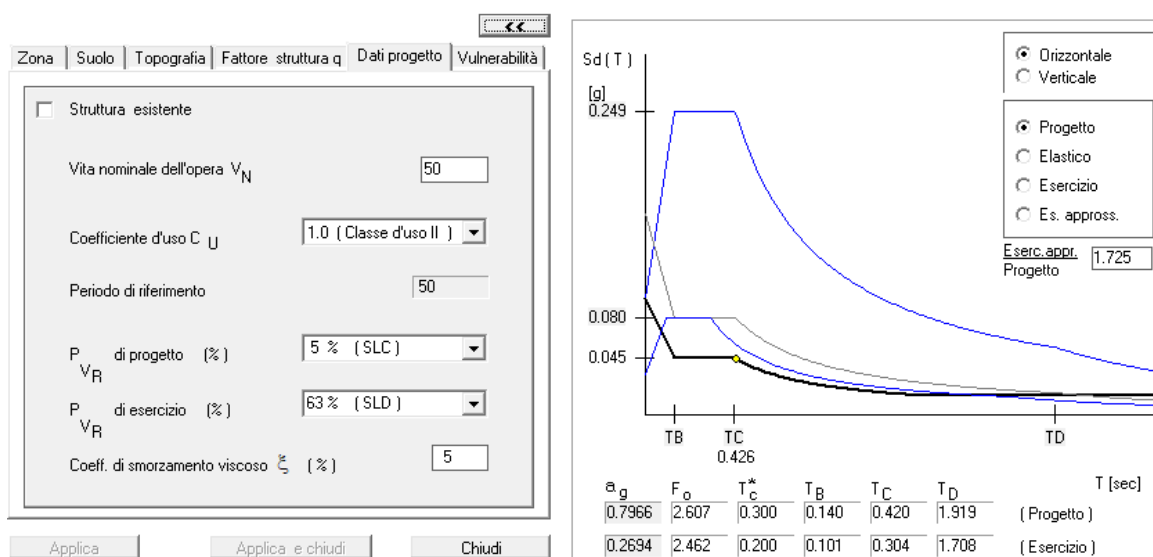 <<
Zona Suolo Topografia Fattore struttura q Dati progetto Vulnerabilità
Struttura esistente
Vita nominale dell'opera VN 50
Coefficiente d'uso C U 1.0 ( Classe d'uso II )
Periodo di riferimento 50
PVR di progetto (%) 5 % (SLC)
PVR di esercizio (%) 63% (SLD)
Coeff. di smorzamento viscoso ξ (%) 5
Applica Applica e chiudi Chiudi
Sd(T)
[g]
0.249
0.080
0.045
TB TC TD
0.426
T [sec]
Orizzontale
Verticale
Progetto
Elastico
Esercizio
Es. appross.
Eserc.appr. 1.725
Progetto
ag Fo Tc* TB TC TD
0.7966 2.607 0.300 0.140 0.420 1.919 ( Progetto )
0.2694 2.462 0.200 0.101 0.304 1.708 ( Esercizio )